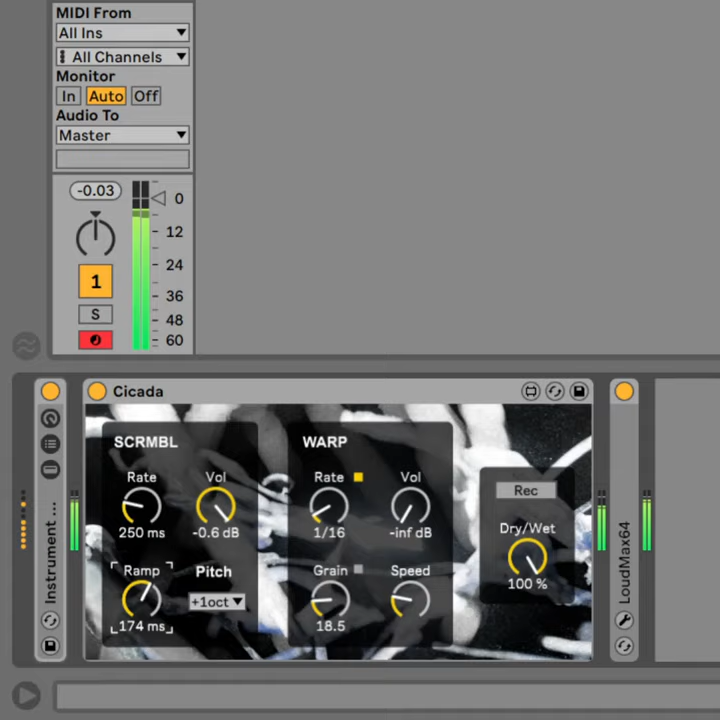 MIDI From
All Ins
All Channels
Monitor
In Auto Off
Audio To
Master
-0.03
0
12
24
36
48
60
1
S
Instrument ...
Cicada
SCRMBL
Rate Vol
250 ms -0.6 dB
Ramp Pitch
174 ms +1oct
WARP
Rate Vol
1/16 -inf dB
Grain Speed
18.5
Rec
Dry/Wet
100 %
LoudMax64